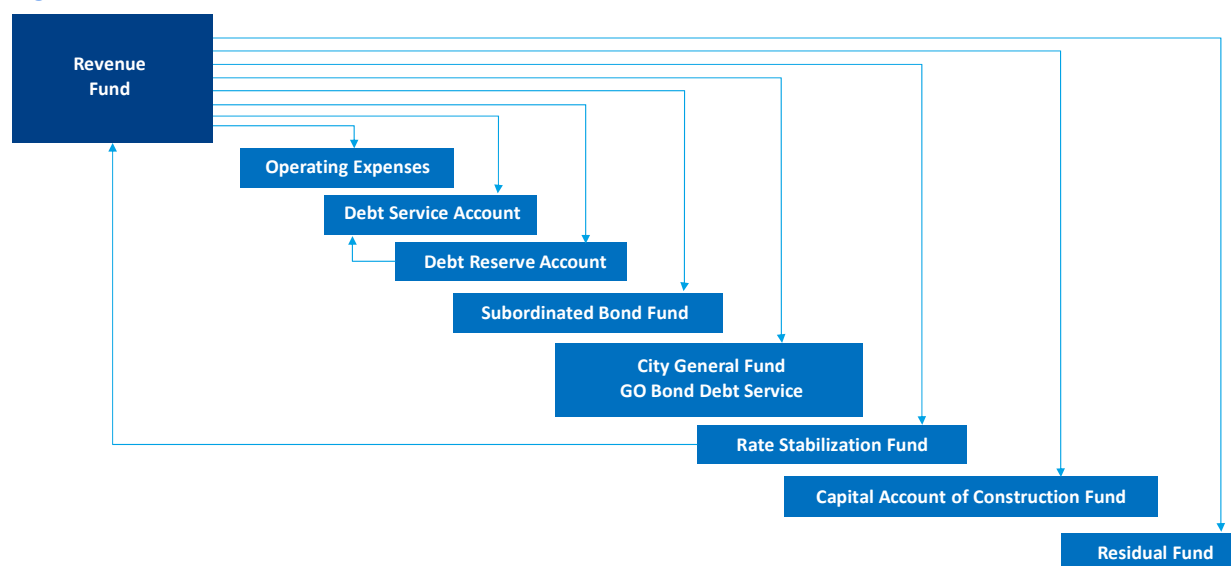 Revenue
Fund
Operating Expenses
Debt Service Account
Debt Reserve Account
Subordinated Bond Fund
City General Fund
GO Bond Debt Service
Rate Stabilization Fund
Capital Account of Construction Fund
Residual Fund